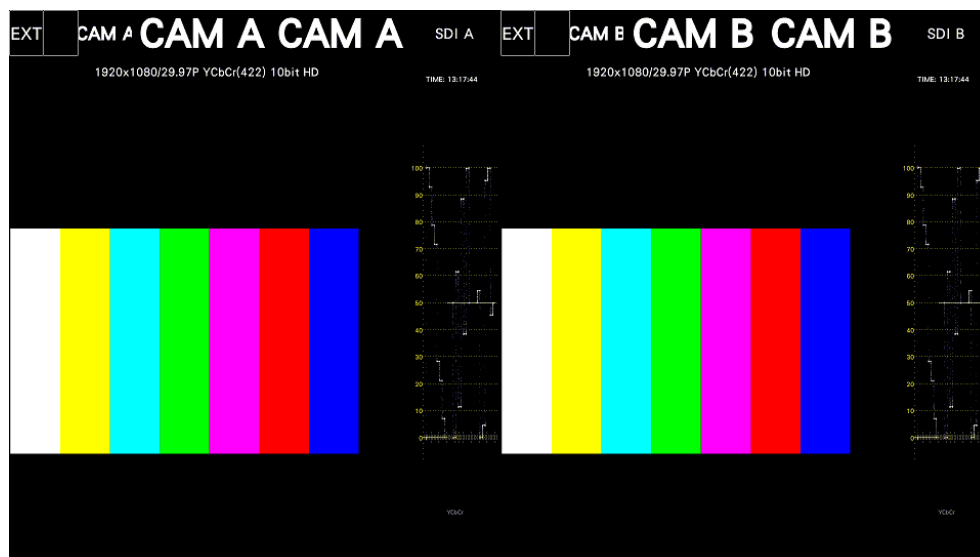 EXT CAM A CAM A CAM A SDI A EXT CAM B CAM B CAM B SDI B
1920x1080/29.97P YCbCr(422) 10bit HD 1920x1080/29.97P YCbCr(422) 10bit HD
TIME: 13:17:44 TIME: 13:17:44
100 100
90 90
80 80
70 70
60 60
50 50
40 40
30 30
20 20
10 10
0 0
YCbCr YCbCr